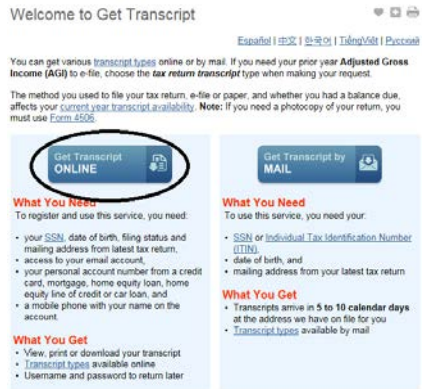 Welcome to Get Transcript
Español | 中文 | 한국어 | TiếngViệt | Русский
You can get various transcript types online or by mail. If you need your prior year Adjusted Gross
Income (AGI) to e-file, choose the tax return transcript type when making your request.
The method you used to file your tax return, e-file or paper, and whether you had a balance due,
affects your current year transcript availability. Note: If you need a photocopy of your return, you
must use Form 4506.
Get Transcript
ONLINE
What You Need
To register and use this service, you need:
• your SSN, date of birth, filing status and
mailing address from latest tax return,
• access to your email account,
• your personal account number from a credit
card, mortgage, home equity loan, home
equity line of credit or car loan, and
• a mobile phone with your name on the
account.
What You Get
• View, print or download your transcript
• Transcript types available online
• Username and password to return later
Get Transcript by
MAIL
What You Need
To use this service, you need your:
• SSN or Individual Tax Identification Number
(ITIN),
• date of birth, and
• mailing address from your latest tax return
What You Get
• Transcripts arrive in 5 to 10 calendar days
at the address we have on file for you
• Transcript types available by mail